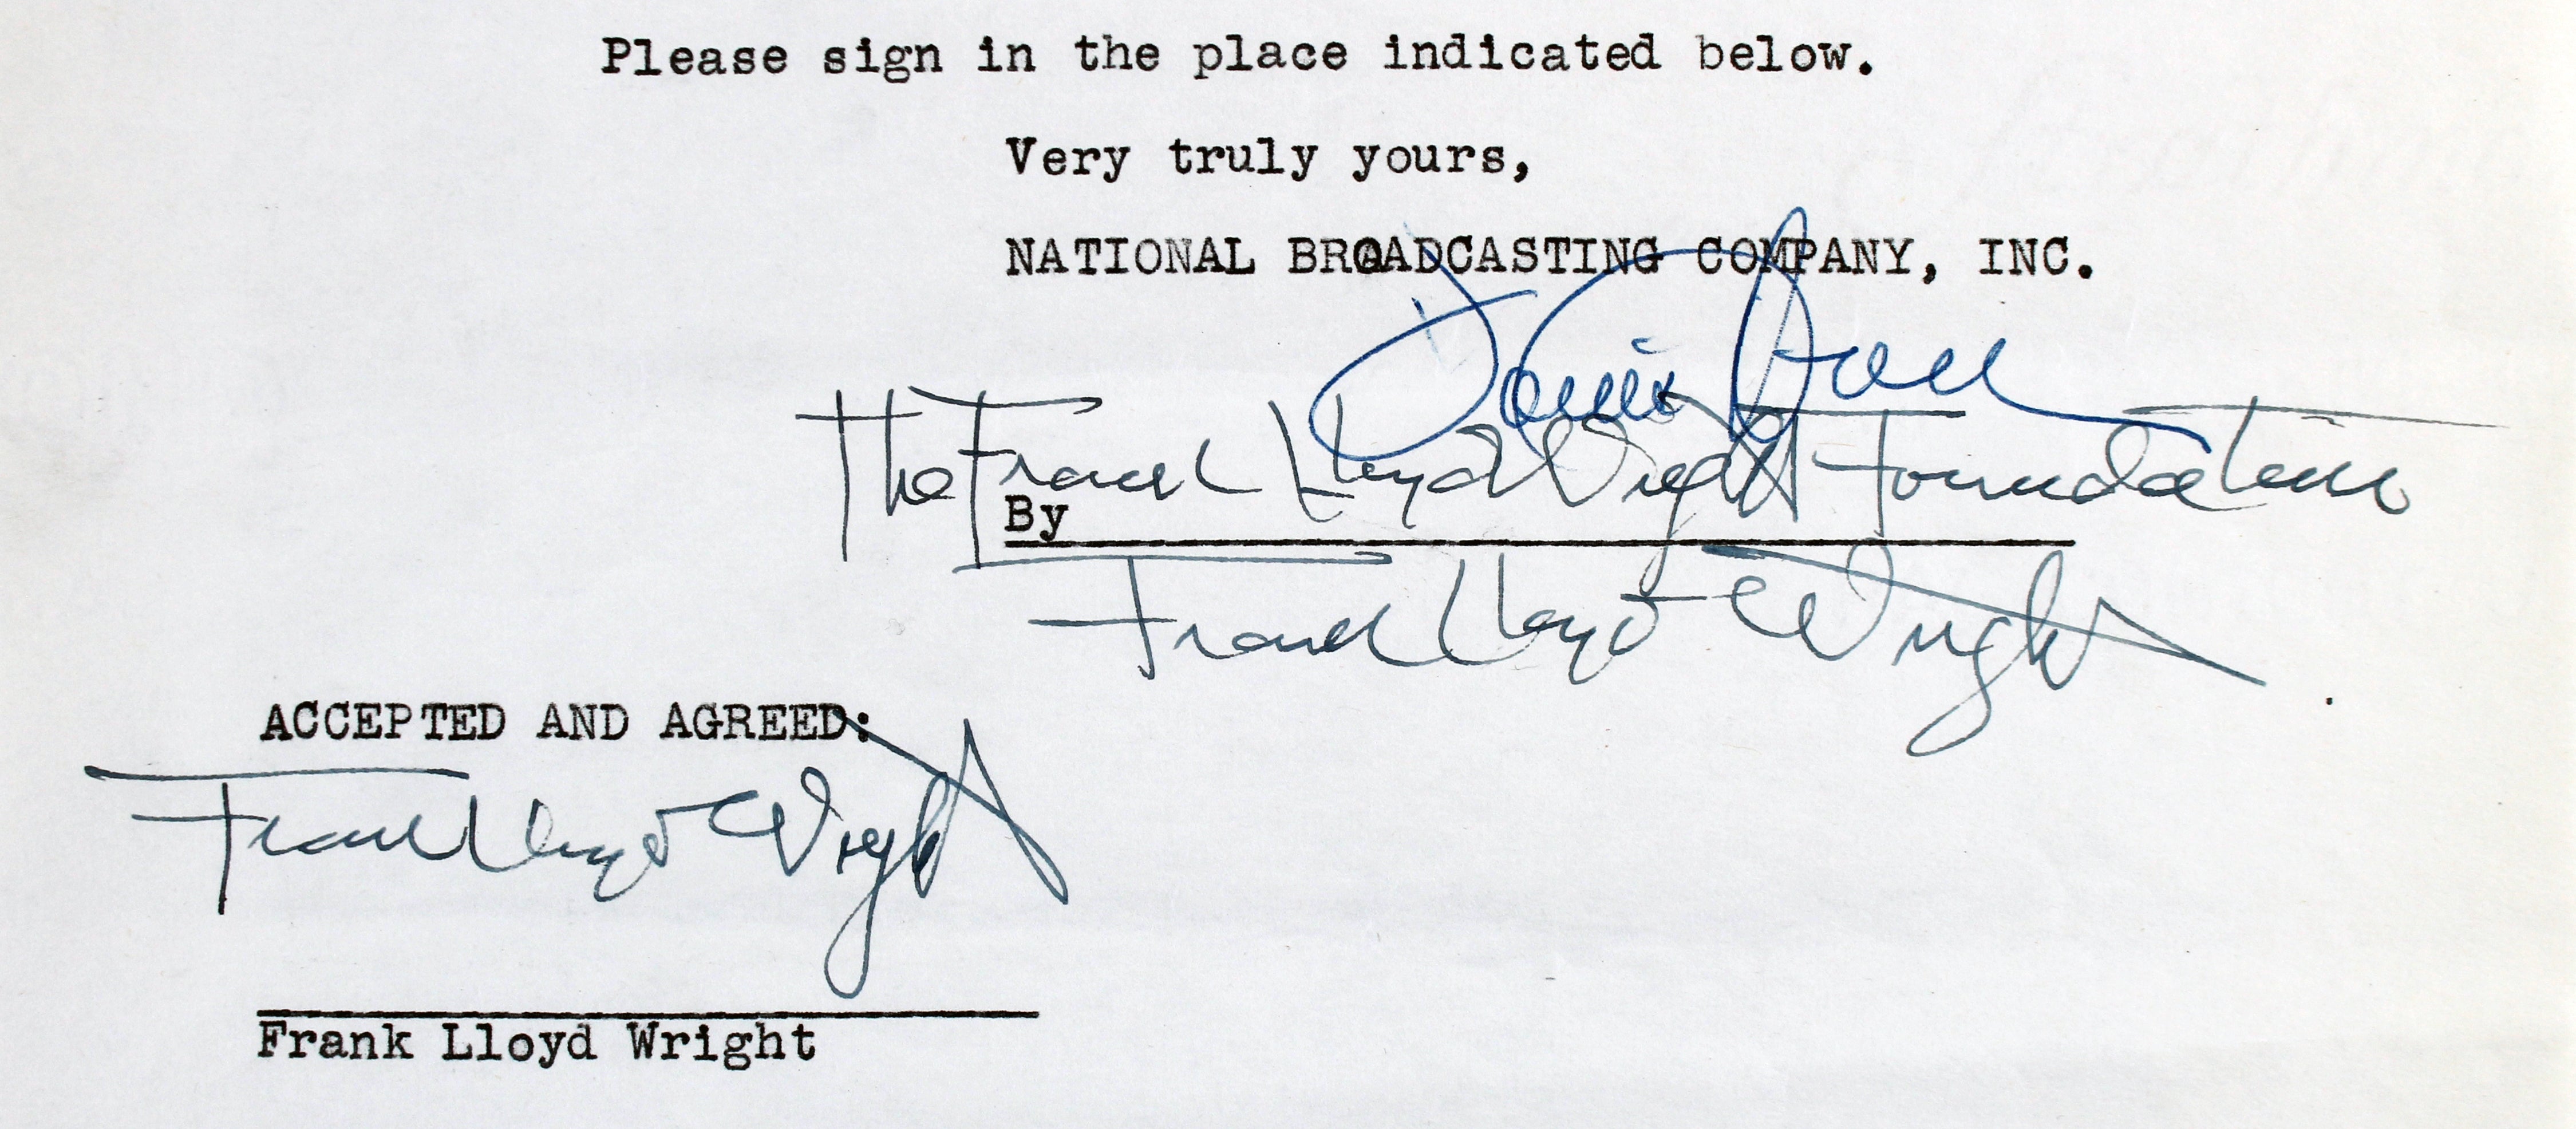 Please sign in the place indicated below.
Very truly yours,
NATIONAL BROADCASTING COMPANY, INC.
The Frank Lloyd Wright Foundation
By
Frank Lloyd Wright
ACCEPTED AND AGREED:
Frank Lloyd Wright
Frank Lloyd Wright